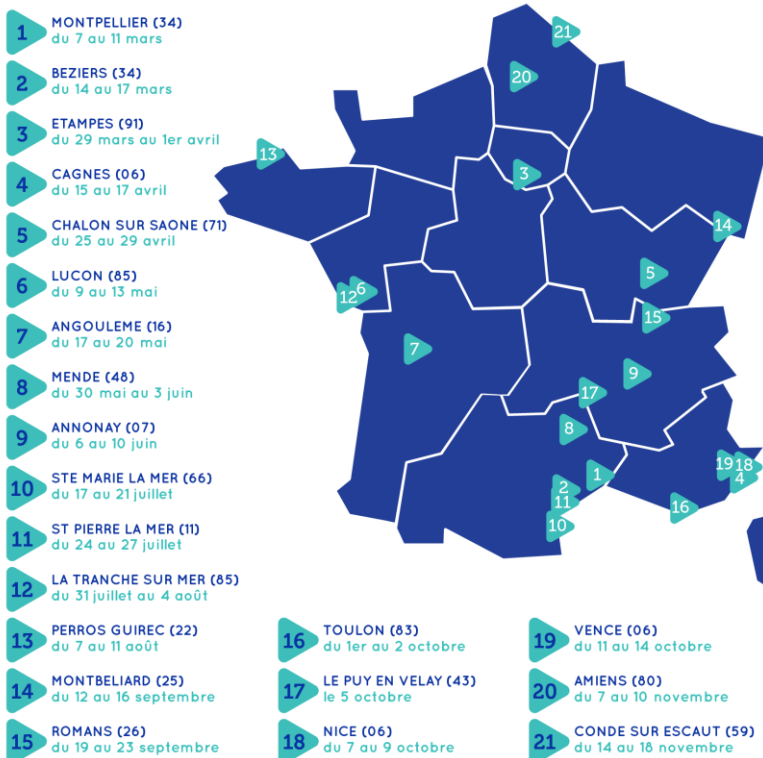 1
MONTPELLIER (34)
du 7 au 11 mars
2
BEZIERS (34)
du 14 au 17 mars
3
ETAMPES (91)
du 29 mars au 1er avril
4
CAGNES (06)
du 15 au 17 avril
5
CHALON SUR SAONE (71)
du 25 au 29 avril
6
LUCON (85)
du 9 au 13 mai
7
ANGOULEME (16)
du 17 au 20 mai
8
MENDE (48)
du 30 mai au 3 juin
9
ANNONAY (07)
du 6 au 10 juin
10
STE MARIE LA MER (66)
du 17 au 21 juillet
11
ST PIERRE LA MER (11)
du 24 au 27 juillet
12
LA TRANCHE SUR MER (85)
du 31 juillet au 4 août
13
PERROS GUIREC (22)
du 7 au 11 août
14
MONTBELIARD (25)
du 12 au 16 septembre
15
ROMANS (26)
du 19 au 23 septembre
16
TOULON (83)
du 1er au 2 octobre
17
LE PUY EN VELAY (43)
le 5 octobre
18
NICE (06)
du 7 au 9 octobre
19
VENCE (06)
du 11 au 14 octobre
20
AMIENS (80)
du 7 au 10 novembre
21
CONDE SUR ESCAUT (59)
du 14 au 18 novembre
21
20
13
3
14
5
12 6
15
7
9
17
8
19 18
4
1
2
11
16
10